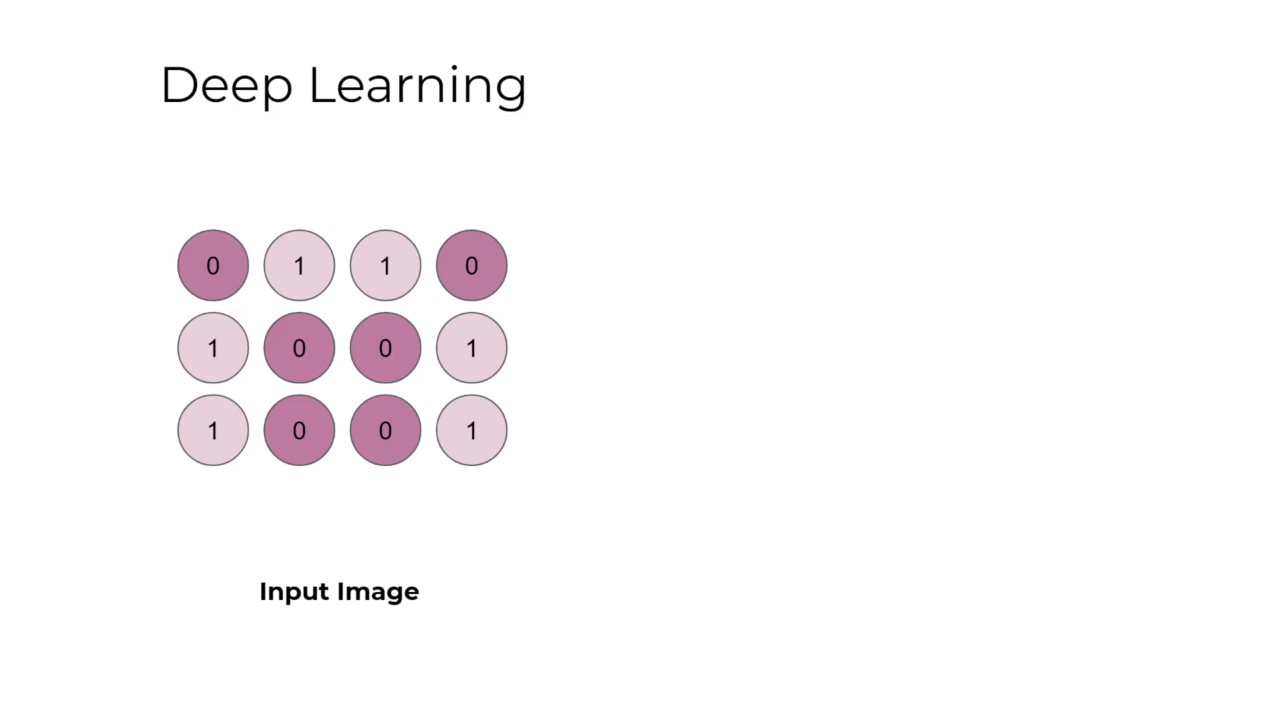 Deep Learning
0 1 1 0
1 0 0 1
1 0 0 1
Input Image